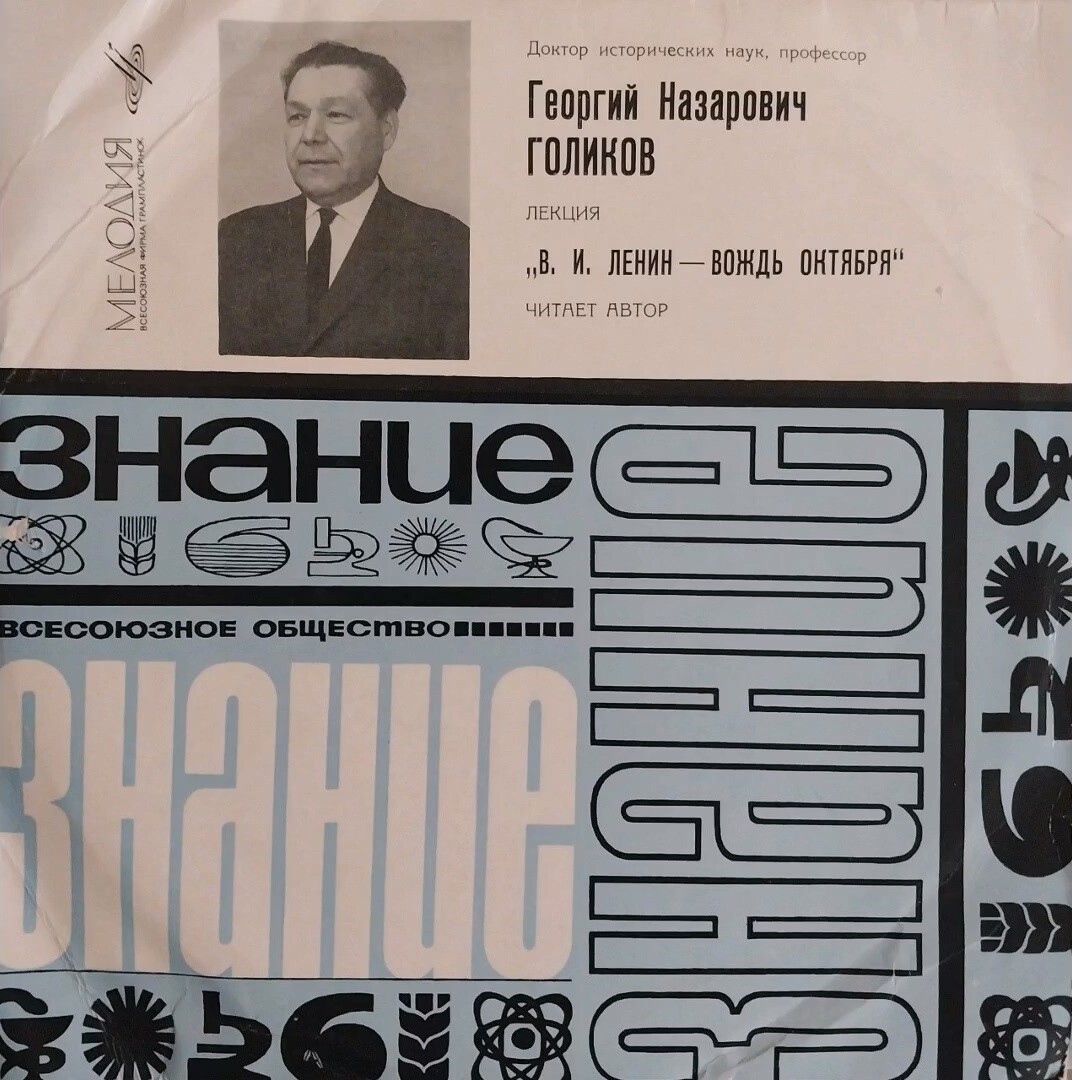 МЕЛОДИЯ
ВСЕСОЮЗНАЯ ФИРМА ГРАМПЛАСТИНОК
Доктор исторических наук, профессор
Георгий Назарович
ГОЛИКОВ
ЛЕКЦИЯ
„В. И. ЛЕНИН — ВОЖДЬ ОКТЯБРЯ“
ЧИТАЕТ АВТОР
знание
ВСЕСОЮЗНОЕ ОБЩЕСТВО
знание
знание